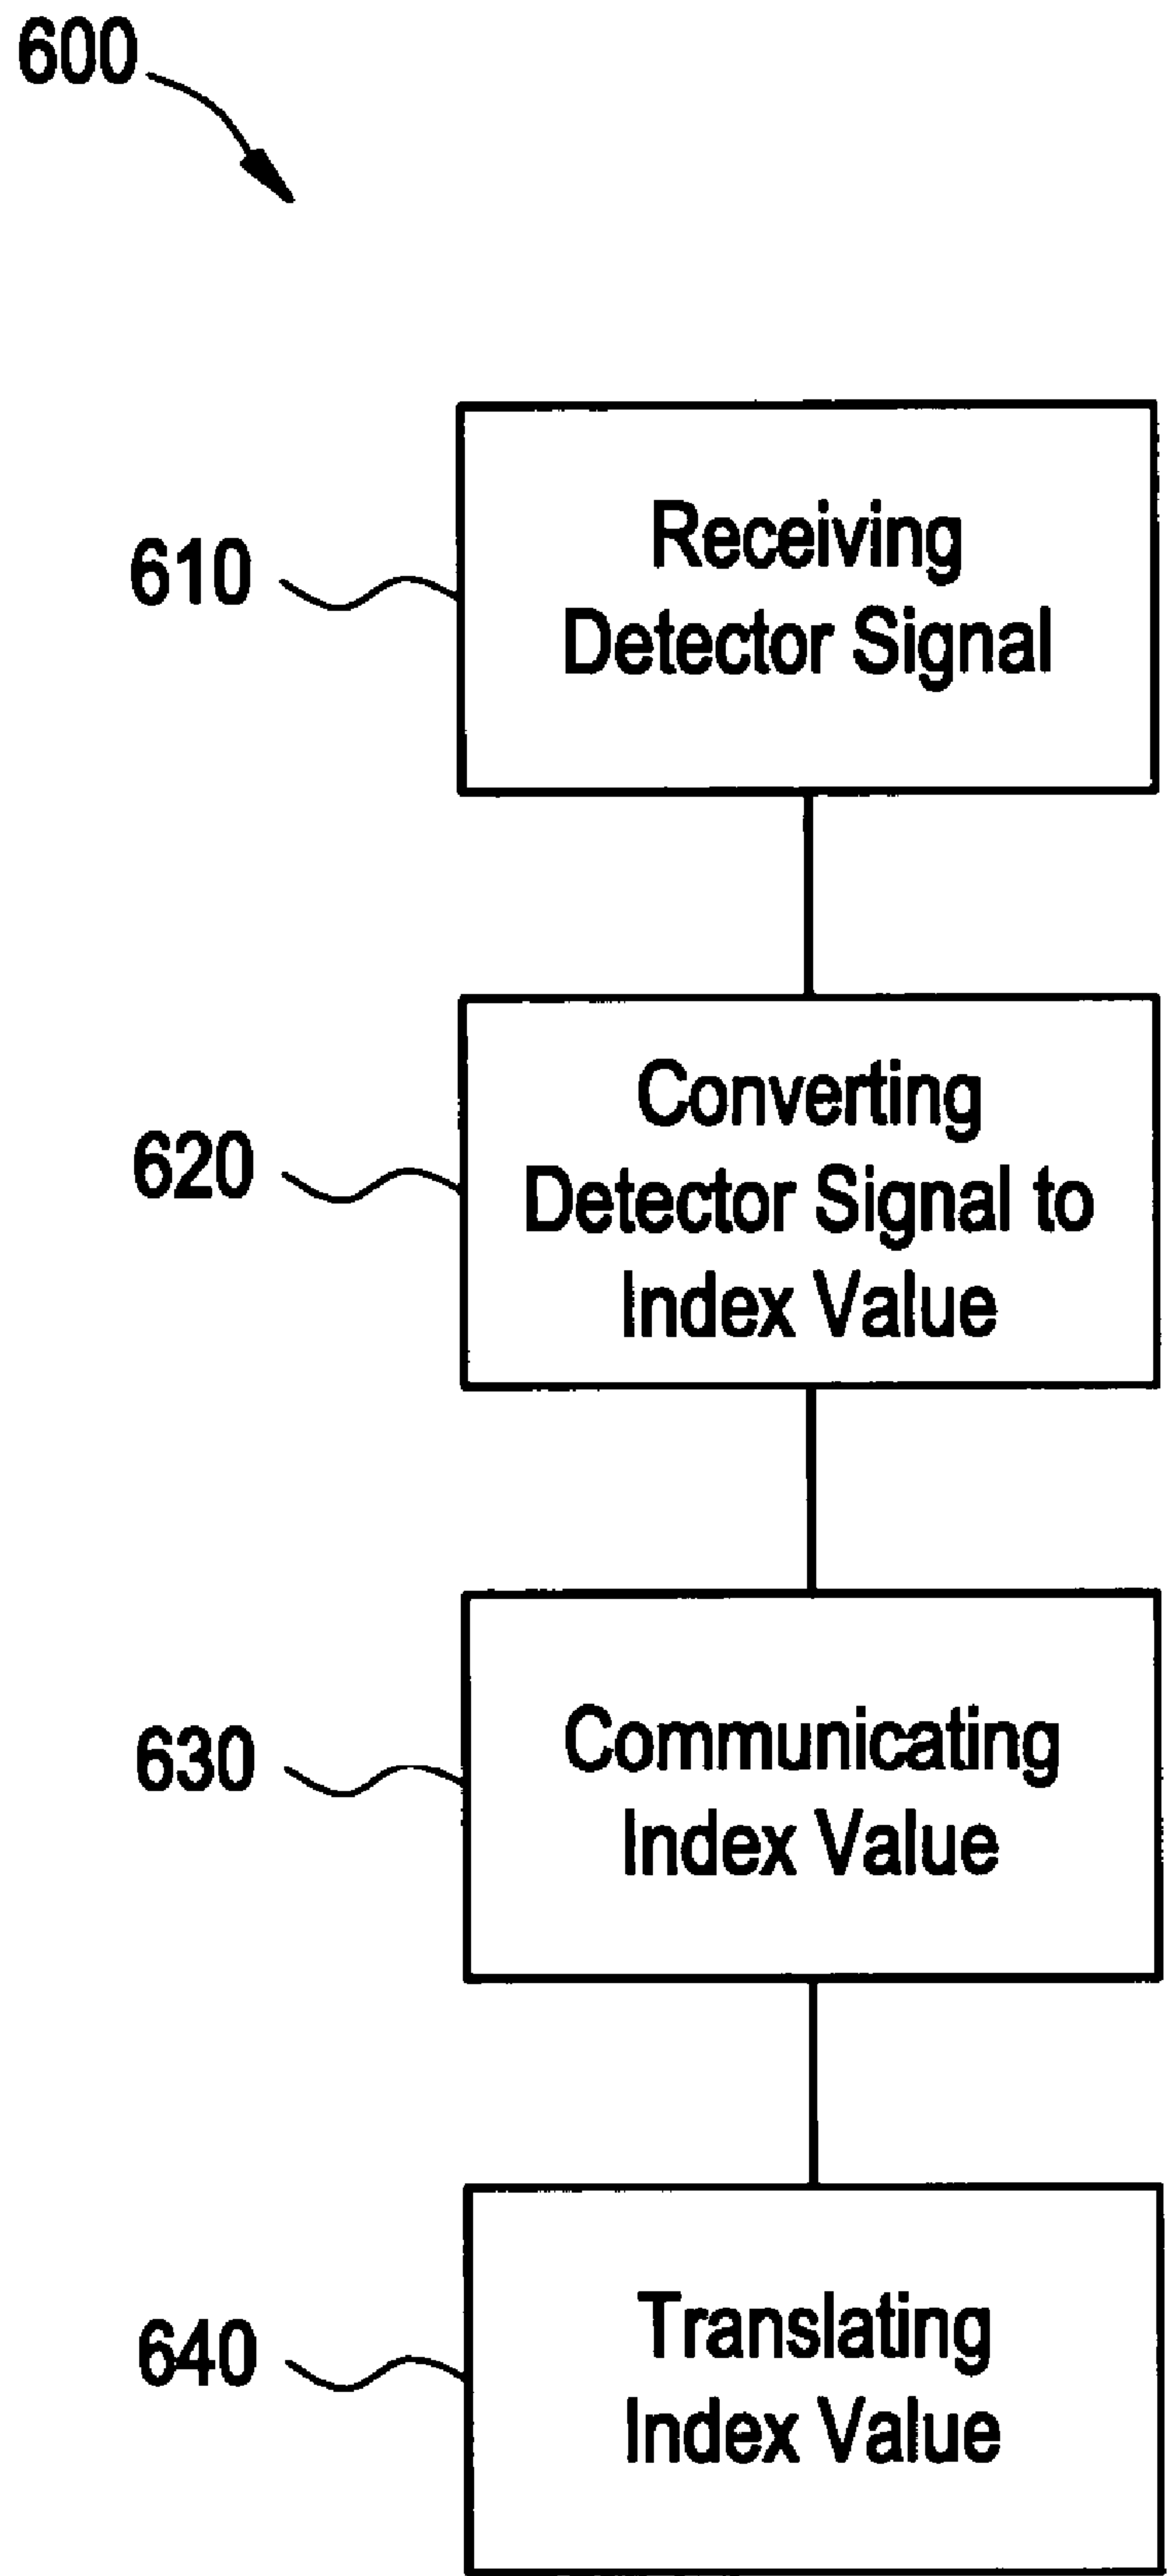 600
610
Receiving
Detector Signal
620
Converting
Detector Signal to
Index Value
630
Communicating
Index Value
640
Translating
Index Value